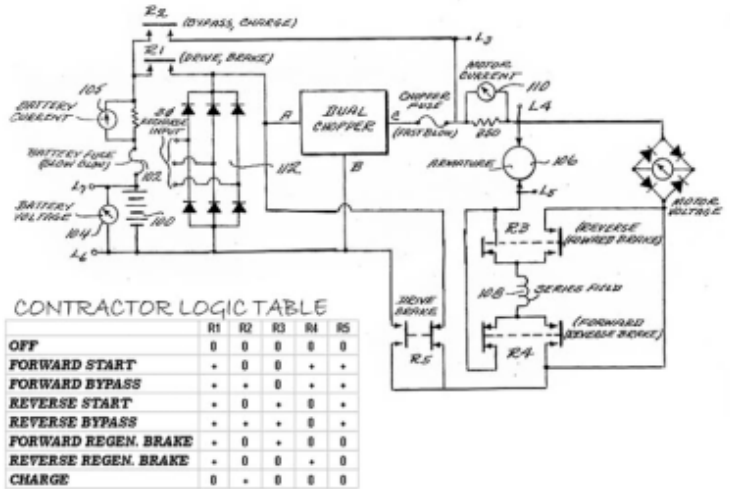 R2
(BYPASS, CHARGE)
R1
(DRIVE, BRAKE)
L3
MOTOR
CURRENT
110
L4
105
BATTERY
CURRENT
3Ø
INPUT
A
DUAL
CHOPPER
C
CHOPPER
FUSE
(FAST BLOW)
B
ARMATURE
106
BATTERY FUSE
(SLOW BLOW)
102
112
L7
L5
BATTERY
VOLTAGE
104
100
L6
MOTOR
VOLTAGE
R3
(REVERSE
FOWARD BRAKE)
108
SERIES FIELD
DRIVE
BRAKE
R5
R4
(FORWARD
REVERSE BRAKE)
CONTRACTOR LOGIC TABLE
R1 R2 R3 R4 R5
OFF 0 0 0 0 0
FORWARD START + 0 0 + +
FORWARD BYPASS + + 0 + +
REVERSE START + 0 + 0 +
REVERSE BYPASS + + + 0 +
FORWARD REGEN. BRAKE + 0 + 0 0
REVERSE REGEN. BRAKE + 0 0 + 0
CHARGE 0 + 0 0 0